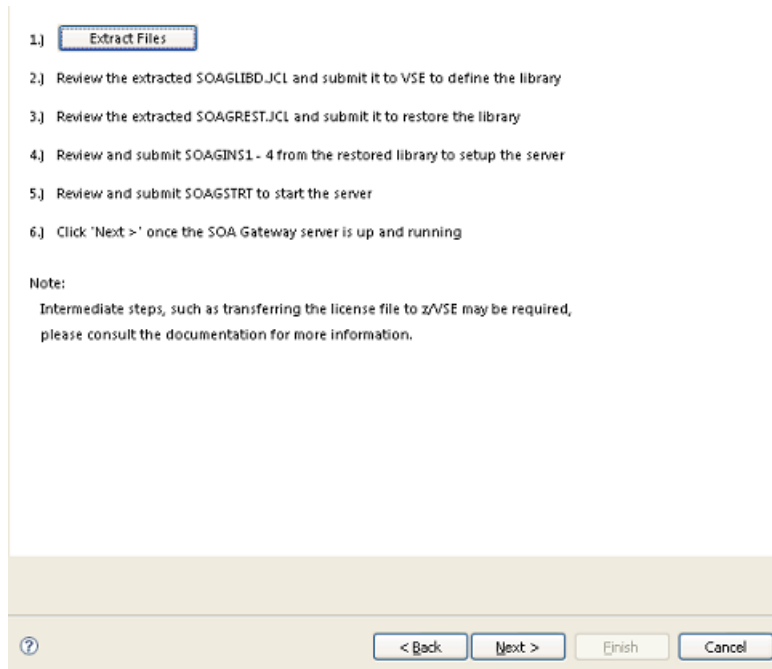 1.) Extract Files
2.) Review the extracted SOAGLIBD.JCL and submit it to VSE to define the library
3.) Review the extracted SOAGREST.JCL and submit it to restore the library
4.) Review and submit SOAGINS1 - 4 from the restored library to setup the server
5.) Review and submit SOAGSTRT to start the server
6.) Click 'Next >' once the SOA Gateway server is up and running
Note:
Intermediate steps, such as transferring the license file to z/VSE may be required,
please consult the documentation for more information.
? < Back Next > Finish Cancel